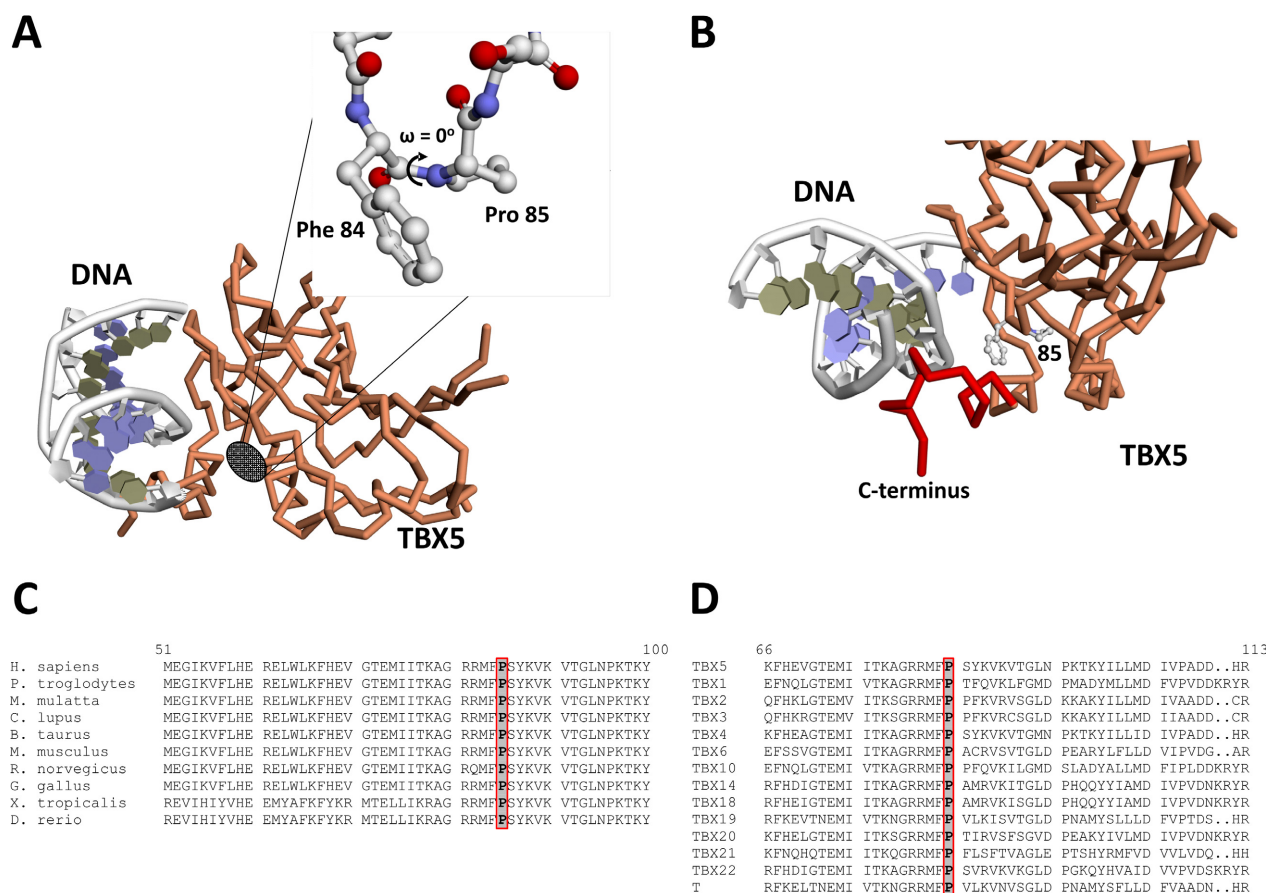 A
B
ω = 0º
Phe 84
Pro 85
DNA
TBX5
DNA
85
TBX5
C-terminus
C
51 100
H. sapiens MEGIKVFLHE RELWLKFHEV GTEMIITKAG RRMFPSYKVK VTGLNPKTKY
P. troglodytes MEGIKVFLHE RELWLKFHEV GTEMIITKAG RRMFPSYKVK VTGLNPKTKY
M. mulatta MEGIKVFLHE RELWLKFHEV GTEMIITKAG RRMFPSYKVK VTGLNPKTKY
C. lupus MEGIKVFLHE RELWLKFHEV GTEMIITKAG RRMFPSYKVK VTGLNPKTKY
B. taurus MEGIKVFLHE RELWLKFHEV GTEMIITKAG RRMFPSYKVK VTGLNPKTKY
M. musculus MEGIKVFLHE RELWLKFHEV GTEMIITKAG RRMFPSYKVK VTGLNPKTKY
R. norvegicus MEGIKVFLHE RELWLKFHEV GTEMIITKAG RQMFPSYKVK VTGLNPKTKY
G. gallus MEGIKVFLHE RELWLKFHEV GTEMIITKAG RRMFPSYKVK VTGLNPKTKY
X. tropicalis REVIHIYVHE EMYAFKFYKR MTELLIKRAG RRMFPSYKVK VTGLNPKTKY
D. rerio REVIHIYVHE EMYAFKFYKR MTELLIKRAG RRMFPSYKVK VTGLNPKTKY
D
66 113
TBX5 KFHEVGTEMI ITKAGRRMFP SYKVKVTGLN PKTKYILLMD IVPADD..HR
TBX1 EFNQLGTEMI VTKAGRRMFP TFQVKLFGMD PMADYMLLMD FVPVDDKRYR
TBX2 QFHKLGTEMV ITKSGRRMFP PFKVRVSGLD KKAKYILLMD IVAADD..CR
TBX3 QFHKRGTEMV ITKSGRRMFP PFKVRCSGLD KKAKYILLMD IIAADD..CR
TBX4 KFHEAGTEMI ITKAGRRMFP SYKVKVTGMN PKTKYILLID IVPADD..HR
TBX6 EFSSVGTEMI ITKAGRRMFP ACRVSVTGLD PEARYLFLLD VIPVDG..AR
TBX10 EFNQLGTEMI VTKAGRRMFP PFQVKILGMD SLADYALLMD FIPLDDKRYR
TBX14 RFHDIGTEMI ITKAGRRMFP AMRVKITGLD PHQQYYIAMD IVPVDNKRYR
TBX18 RFHEIGTEMI ITKAGRRMFP AMRVKISGLD PHQQYYIAMD IVPVDNKRYR
TBX19 RFKEVTNEMI VTKNGRRMFP VLKISVTGLD PNAMYSLLLD FVPTDS..HR
TBX20 KFHELGTEMI ITKSGRRMFP TIRVSFSGVD PEAKYIVLMD IVPVDNKRYR
TBX21 KFNQHQTEMI ITKQGRRMFP FLSFTVAGLE PTSHYRMFVD VVLVDQ..HH
TBX22 RFHDIGTEMI ITKAGRRMFP SVRVKVKGLD PGKQYHVAID VVPVDSKRYR
T RFKELTNEMI VTKNGRRMFP VLKVNVSGLD PNAMYSFLLD FVAADN..HR